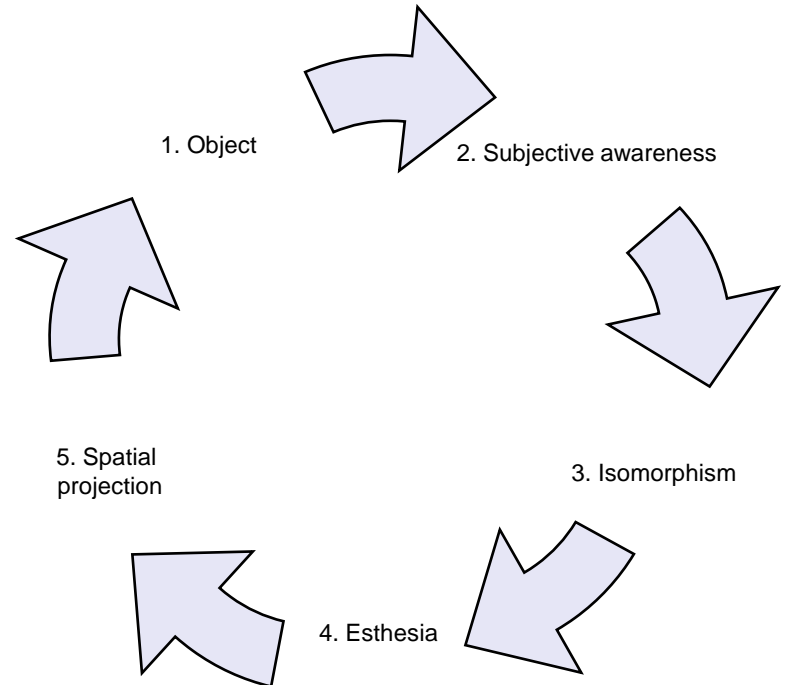 1. Object
2. Subjective awareness
3. Isomorphism
4. Esthesia
5. Spatial
projection